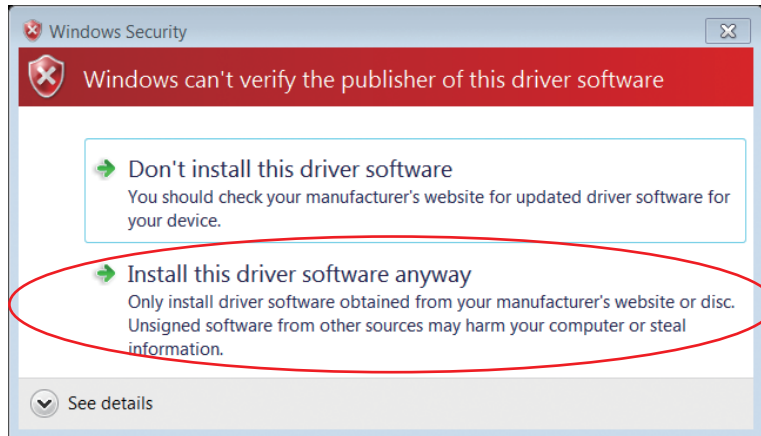 Windows Security
Windows can't verify the publisher of this driver software
Don't install this driver software
You should check your manufacturer's website for updated driver software for
your device.
Install this driver software anyway
Only install driver software obtained from your manufacturer's website or disc.
Unsigned software from other sources may harm your computer or steal
information.
See details